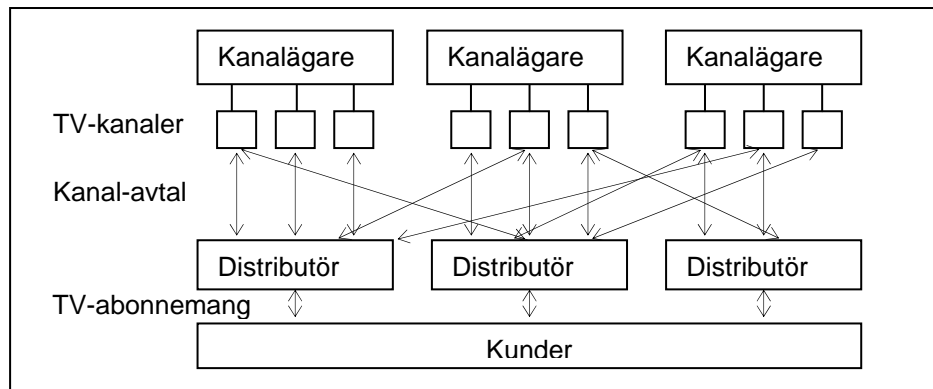 Kanalägare Kanalägare Kanalägare
TV-kanaler
Kanal-avtal
Distributör Distributör Distributör
TV-abonnemang
Kunder